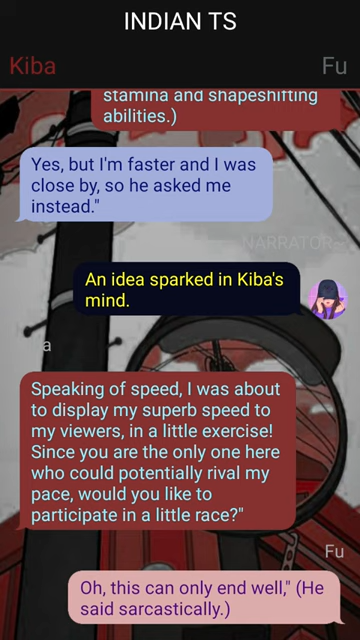 INDIAN TS
Kiba
Fu
stamina and shapeshifting
abilities.)
Yes, but I'm faster and I was
close by, so he asked me
instead."
NARRATOR
An idea sparked in Kiba's
mind.
a
Speaking of speed, I was about
to display my superb speed to
my viewers, in a little exercise!
Since you are the only one here
who could potentially rival my
pace, would you like to
participate in a little race?"
Fu
Oh, this can only end well," (He
said sarcastically.)